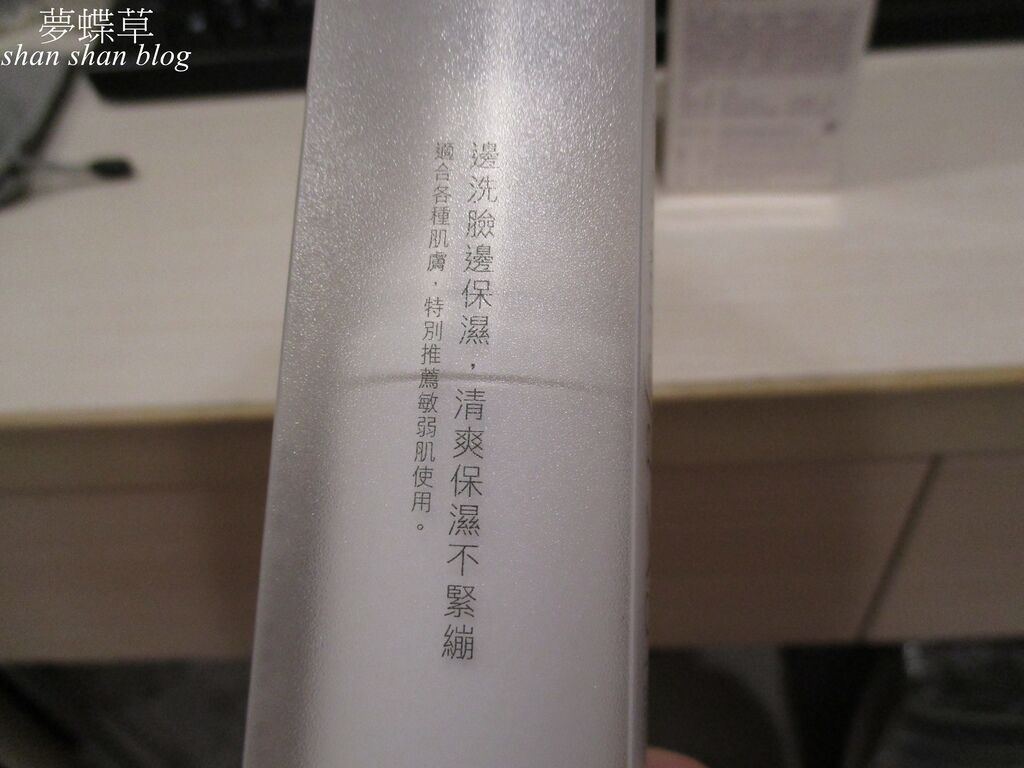 夢蝶草
shan shan blog
邊洗臉邊保濕，清爽保濕不緊繃
適合各種肌膚，特別推薦敏弱肌使用。